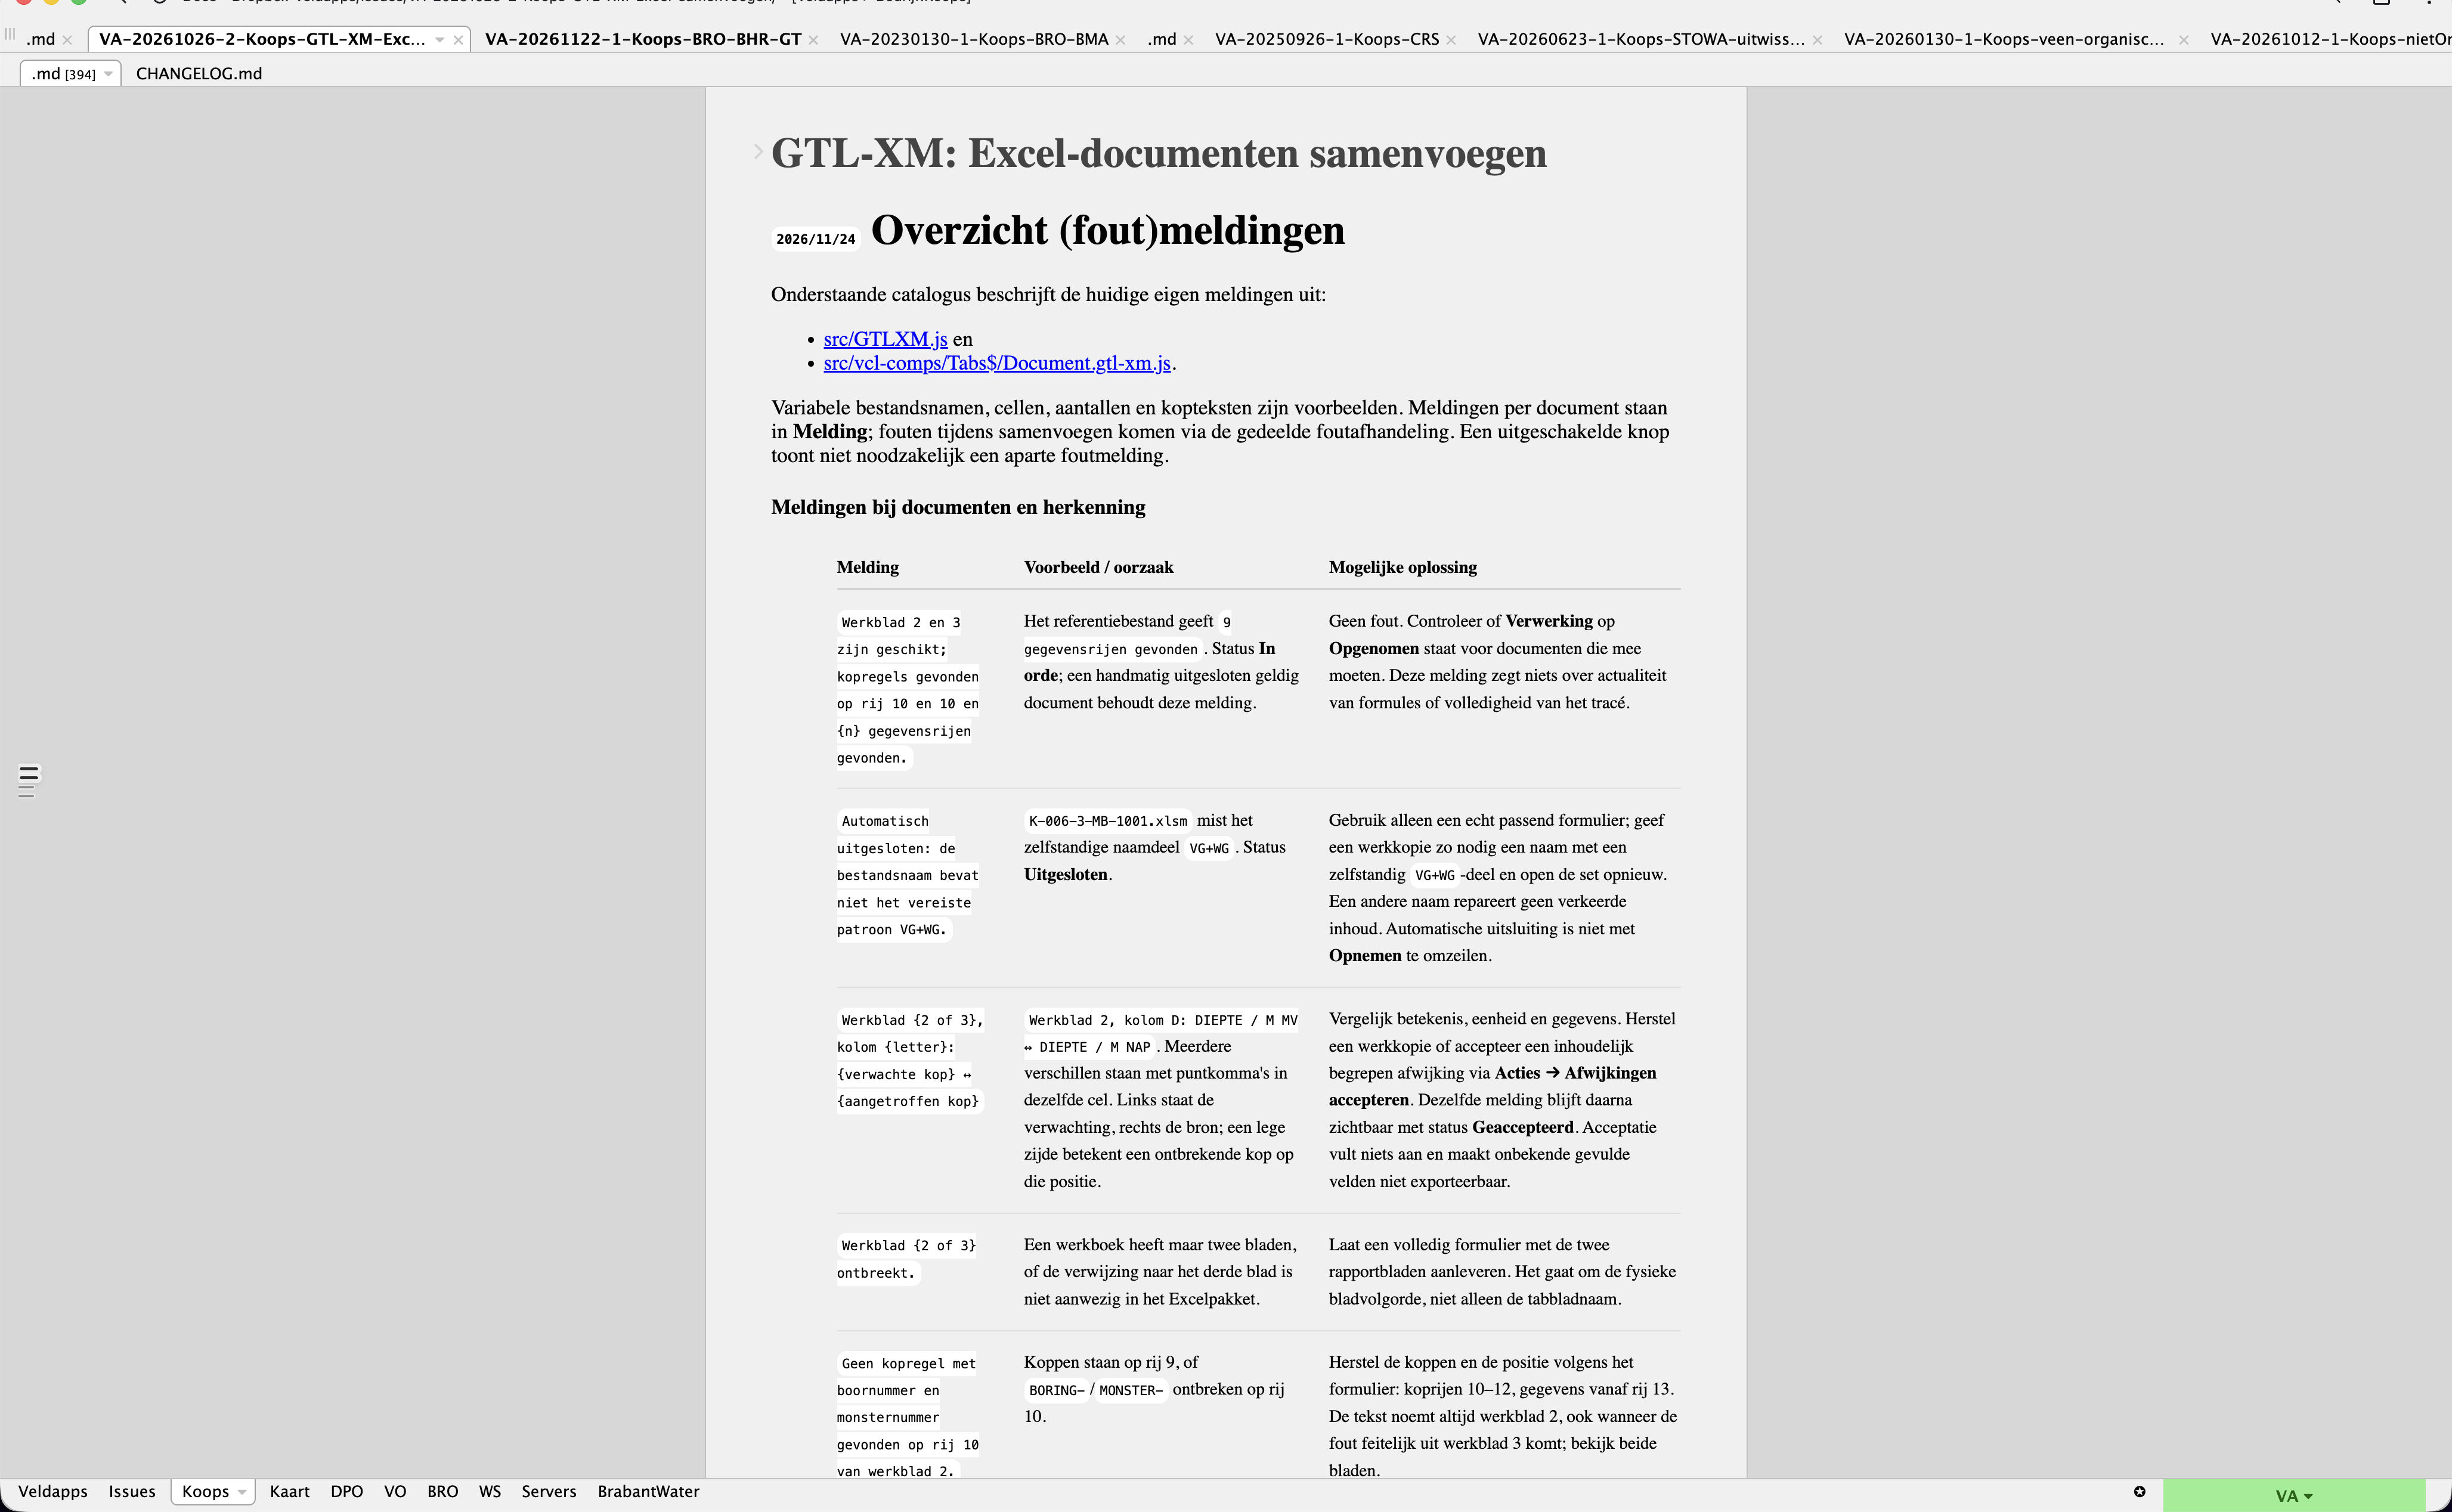 .md
VA-20261026-2-Koops-GTL-XM-Exc...
VA-20261122-1-Koops-BRO-BHR-GT
VA-20230130-1-Koops-BRO-BMA
.md
VA-20250926-1-Koops-CRS
VA-20260623-1-Koops-STOWA-uitwiss...
VA-20260130-1-Koops-veen-organisc...
VA-20261012-1-Koops-nietOr
.md [394]
CHANGELOG.md
GTL-XM: Excel-documenten samenvoegen
2026/11/24 Overzicht (fout)meldingen
Onderstaande catalogus beschrijft de huidige eigen meldingen uit:
• src/GTLXM.js en
• src/vcl-comps/Tabs$/Document.gtl-xm.js.
Variabele bestandsnamen, cellen, aantallen en kopteksten zijn voorbeelden. Meldingen per document staan
in Melding; fouten tijdens samenvoegen komen via de gedeelde foutafhandeling. Een uitgeschakelde knop
toont niet noodzakelijk een aparte foutmelding.
Meldingen bij documenten en herkenning
Melding
Voorbeeld / oorzaak
Mogelijke oplossing
Werkblad 2 en 3
zijn geschikt;
kopregels gevonden
op rij 10 en 10 en
{n} gegevensrijen
gevonden.
Het referentiebestand geeft 9
gegevensrijen gevonden . Status In
orde; een handmatig uitgesloten geldig
document behoudt deze melding.
Geen fout. Controleer of Verwerking op
Opgenomen staat voor documenten die mee
moeten. Deze melding zegt niets over actualiteit
van formules of volledigheid van het tracé.
Automatisch
uitgesloten: de
bestandsnaam bevat
niet het vereiste
patroon VG+WG.
K-006-3-MB-1001.xlsm mist het
zelfstandige naamdeel VG+WG . Status
Uitgesloten.
Gebruik alleen een echt passend formulier; geef
een werkkopie zo nodig een naam met een
zelfstandig VG+WG -deel en open de set opnieuw.
Een andere naam repareert geen verkeerde
inhoud. Automatische uitsluiting is niet met
Opnemen te omzeilen.
Werkblad {2 of 3},
kolom {letter}:
{verwachte kop} ↔
{aangetroffen kop}
Werkblad 2, kolom D: DIEPTE / M MV
↔ DIEPTE / M NAP . Meerdere
verschillen staan met puntkomma's in
dezelfde cel. Links staat de
verwachting, rechts de bron; een lege
zijde betekent een ontbrekende kop op
die positie.
Vergelijk betekenis, eenheid en gegevens. Herstel
een werkkopie of accepteer een inhoudelijk
begrepen afwijking via Acties → Afwijkingen
accepteren. Dezelfde melding blijft daarna
zichtbaar met status Geaccepteerd. Acceptatie
vult niets aan en maakt onbekende gevulde
velden niet exporteerbaar.
Werkblad {2 of 3}
ontbreekt.
Een werkboek heeft maar twee bladen,
of de verwijzing naar het derde blad is
niet aanwezig in het Excelpakket.
Laat een volledig formulier met de twee
rapportbladen aanleveren. Het gaat om de fysieke
bladvolgorde, niet alleen de tabbladnaam.
Geen kopregel met
boornummer en
monsternummer
gevonden op rij 10
van werkblad 2.
Koppen staan op rij 9, of
BORING- / MONSTER- ontbreken op rij
10.
Herstel de koppen en de positie volgens het
formulier: koprijen 10–12, gegevens vanaf rij 13.
De tekst noemt altijd werkblad 2, ook wanneer de
fout feitelijk uit werkblad 3 komt; bekijk beide
bladen.
Veldapps
Issues
Koops
Kaart
DPO
VO
BRO
WS
Servers
BrabantWater
VA